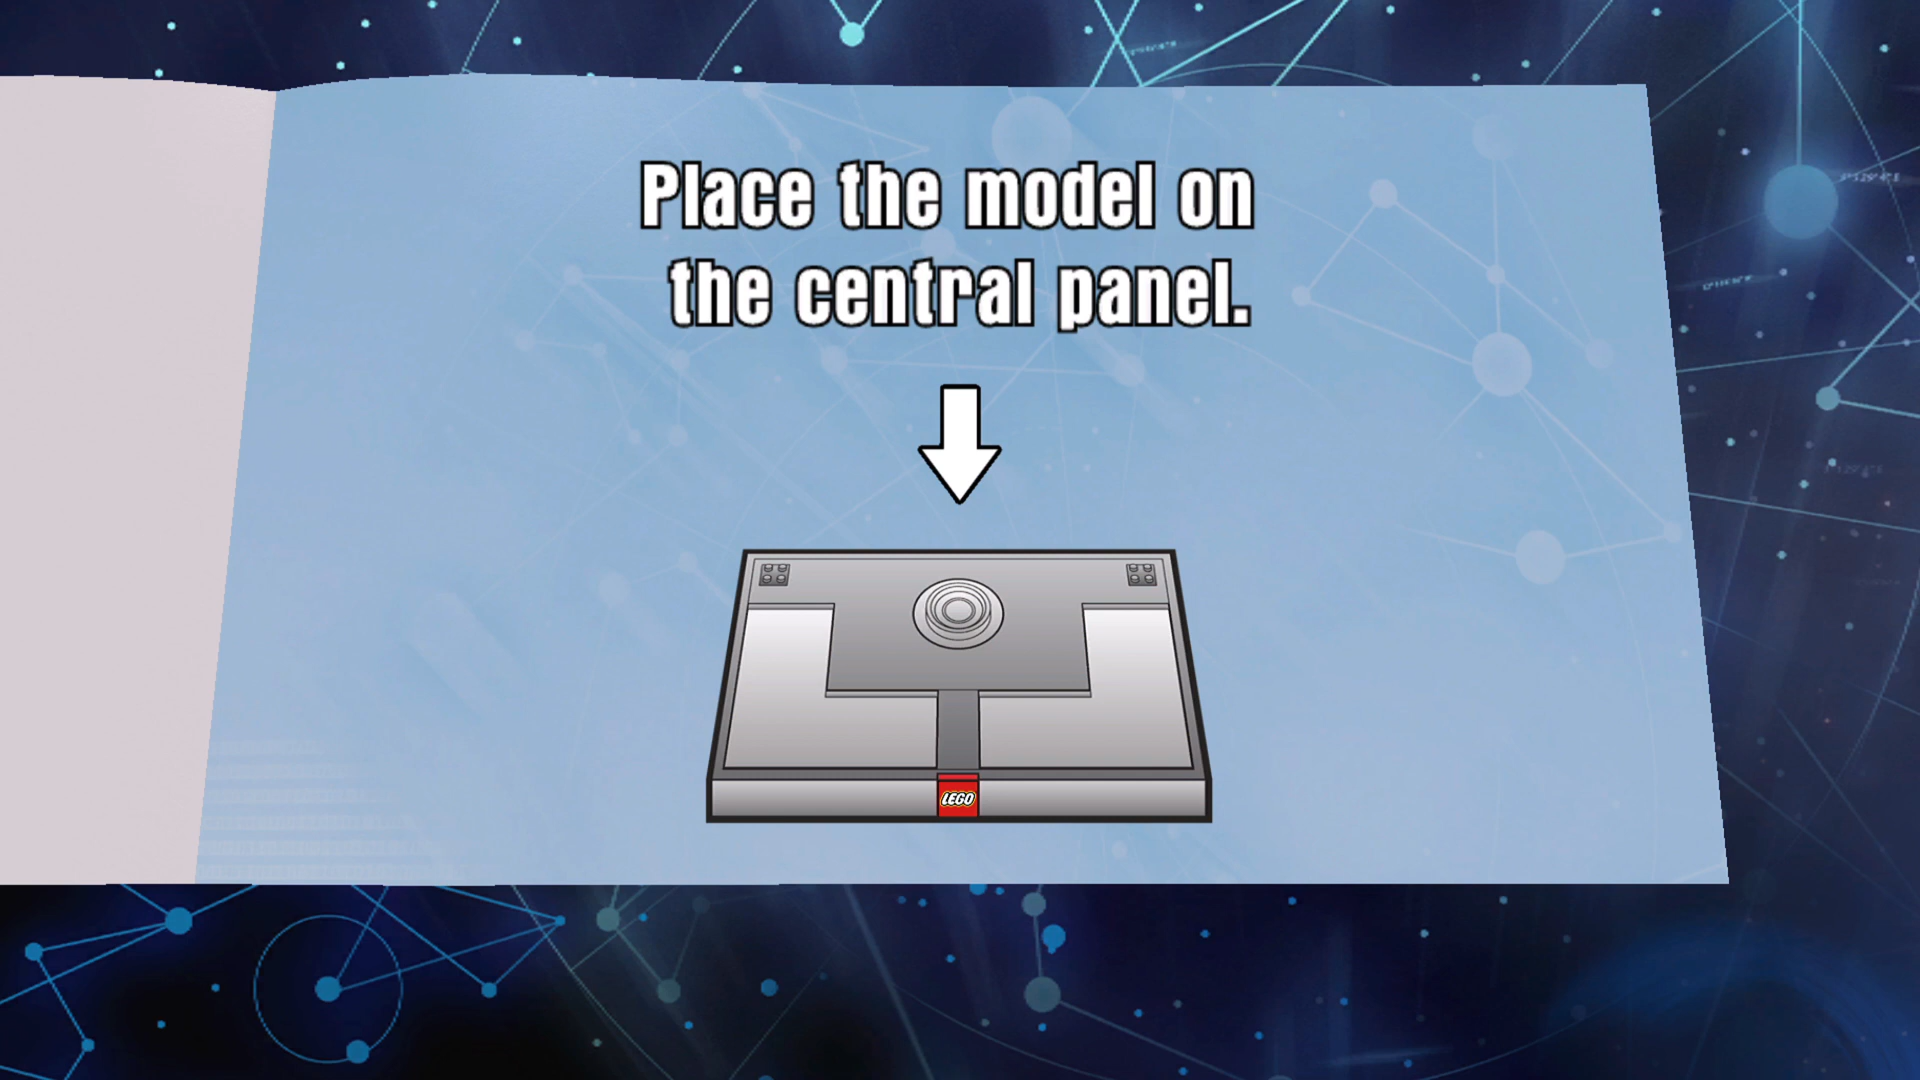 Place the model on
the central panel.
LEGO